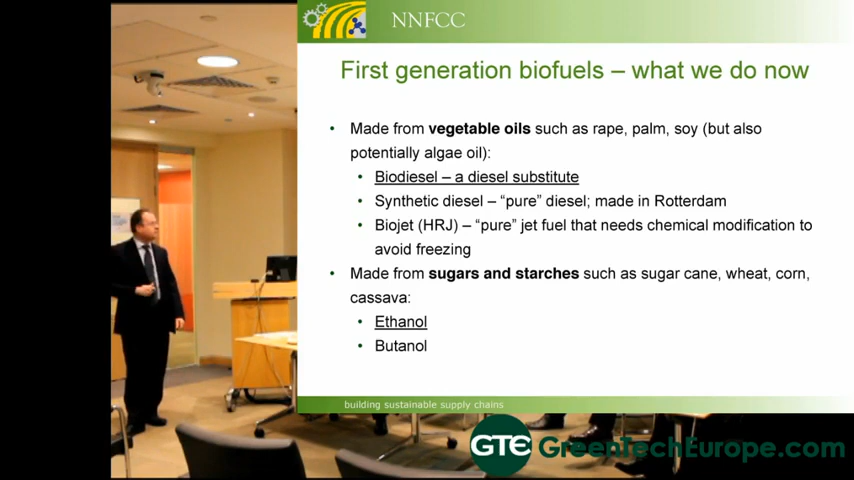 NNFCC
First generation biofuels – what we do now
• Made from vegetable oils such as rape, palm, soy (but also
potentially algae oil):
• Biodiesel – a diesel substitute
• Synthetic diesel – “pure” diesel; made in Rotterdam
• Biojet (HRJ) – “pure” jet fuel that needs chemical modification to
avoid freezing
• Made from sugars and starches such as sugar cane, wheat, corn,
cassava:
• Ethanol
• Butanol
building sustainable supply chains
GTE GreenTechEurope.com